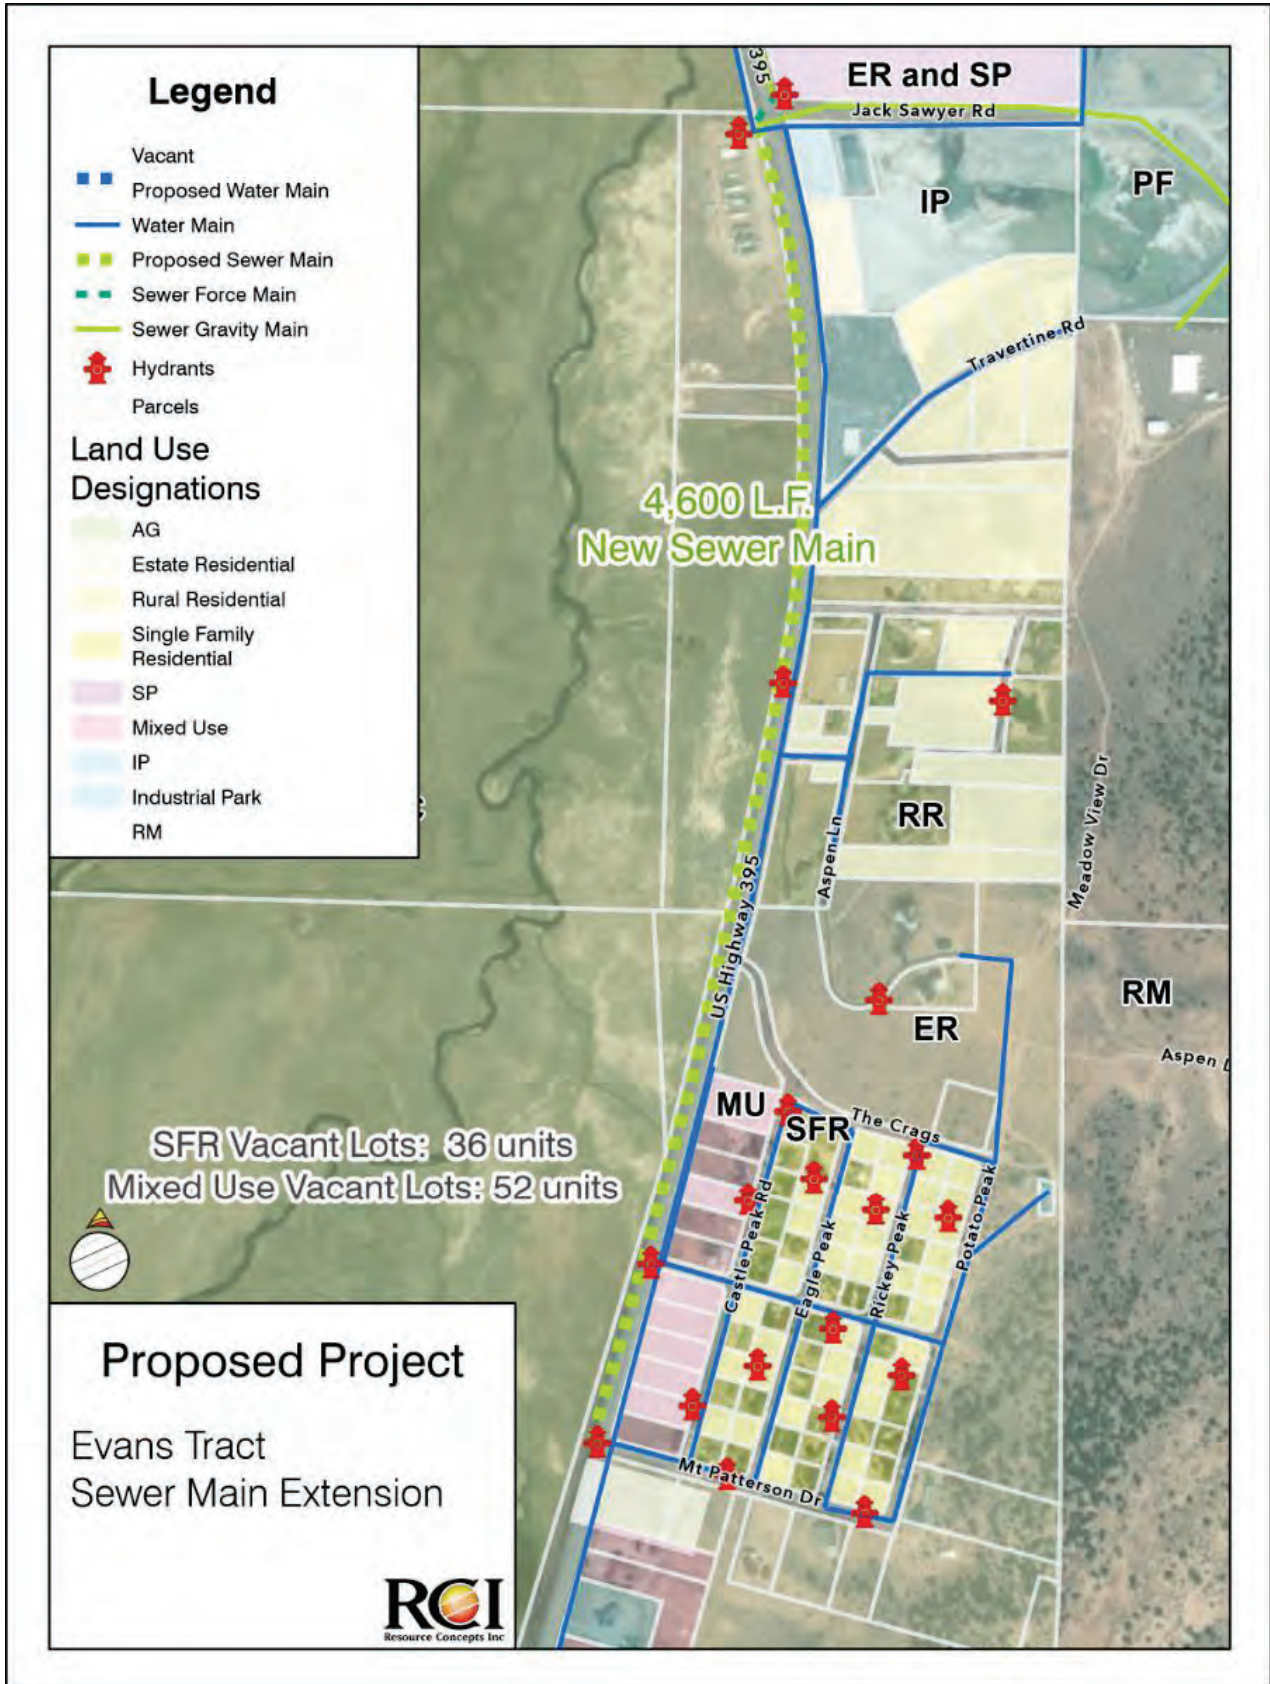 Legend
Vacant
Proposed Water Main
Water Main
Proposed Sewer Main
Sewer Force Main
Sewer Gravity Main
Hydrants
Parcels
Land Use
Designations
AG
Estate Residential
Rural Residential
Single Family
Residential
SP
Mixed Use
IP
Industrial Park
RM
395
ER and SP
Jack Sawyer Rd
IP
PF
Travertine Rd
4,600 L.F.
New Sewer Main
RR
Aspen Ln
Meadow View Dr
US Highway 395
RM
ER
Aspen L
MU
SFR
The Crags
SFR Vacant Lots: 36 units
Mixed Use Vacant Lots: 52 units
Castle Peak Rd
Eagle Peak
Rickey Peak
Potato Peak
Mt Patterson Dr
Proposed Project
Evans Tract
Sewer Main Extension
RCI
Resource Concepts Inc